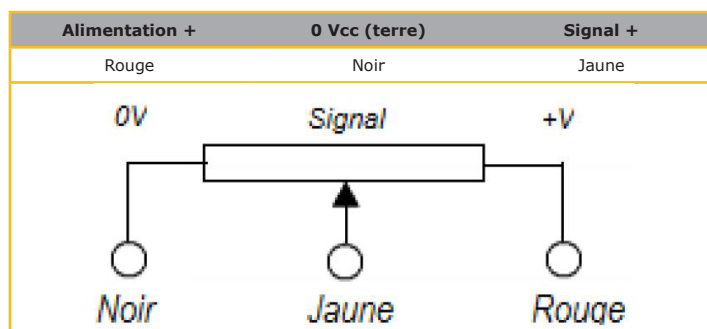 Alimentation + 0 Vcc (terre) Signal +
Rouge Noir Jaune
0V Signal +V
Noir Jaune Rouge